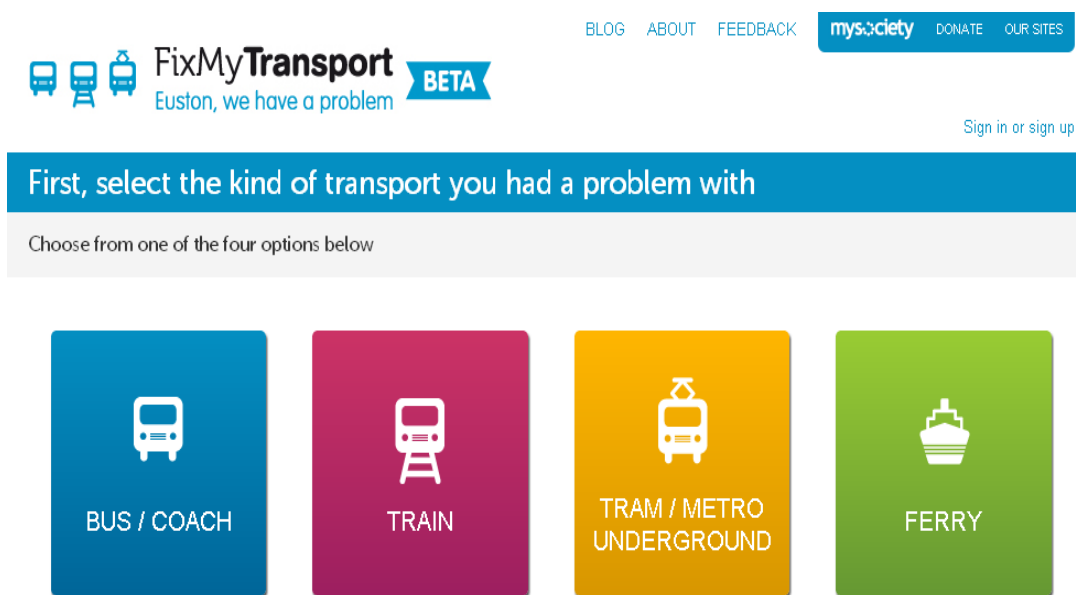 BLOG ABOUT FEEDBACK mysociety DONATE OUR SITES
FixMyTransport BETA
Euston, we have a problem
Sign in or sign up
First, select the kind of transport you had a problem with
Choose from one of the four options below
BUS / COACH
TRAIN
TRAM / METRO
UNDERGROUND
FERRY